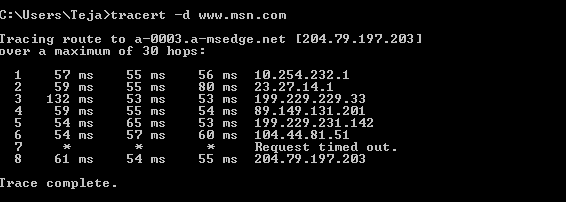 C:\Users\Teja>tracert -d www.msn.com
Tracing route to a-0003.a-msedge.net [204.79.197.203]
over a maximum of 30 hops:
1 57 ms 55 ms 56 ms 10.254.232.1
2 59 ms 55 ms 80 ms 23.27.14.1
3 132 ms 53 ms 53 ms 199.229.229.33
4 59 ms 55 ms 54 ms 89.149.131.201
5 54 ms 65 ms 53 ms 199.229.231.142
6 54 ms 57 ms 60 ms 104.44.81.51
7 * * * Request timed out.
8 61 ms 54 ms 55 ms 204.79.197.203
Trace complete.